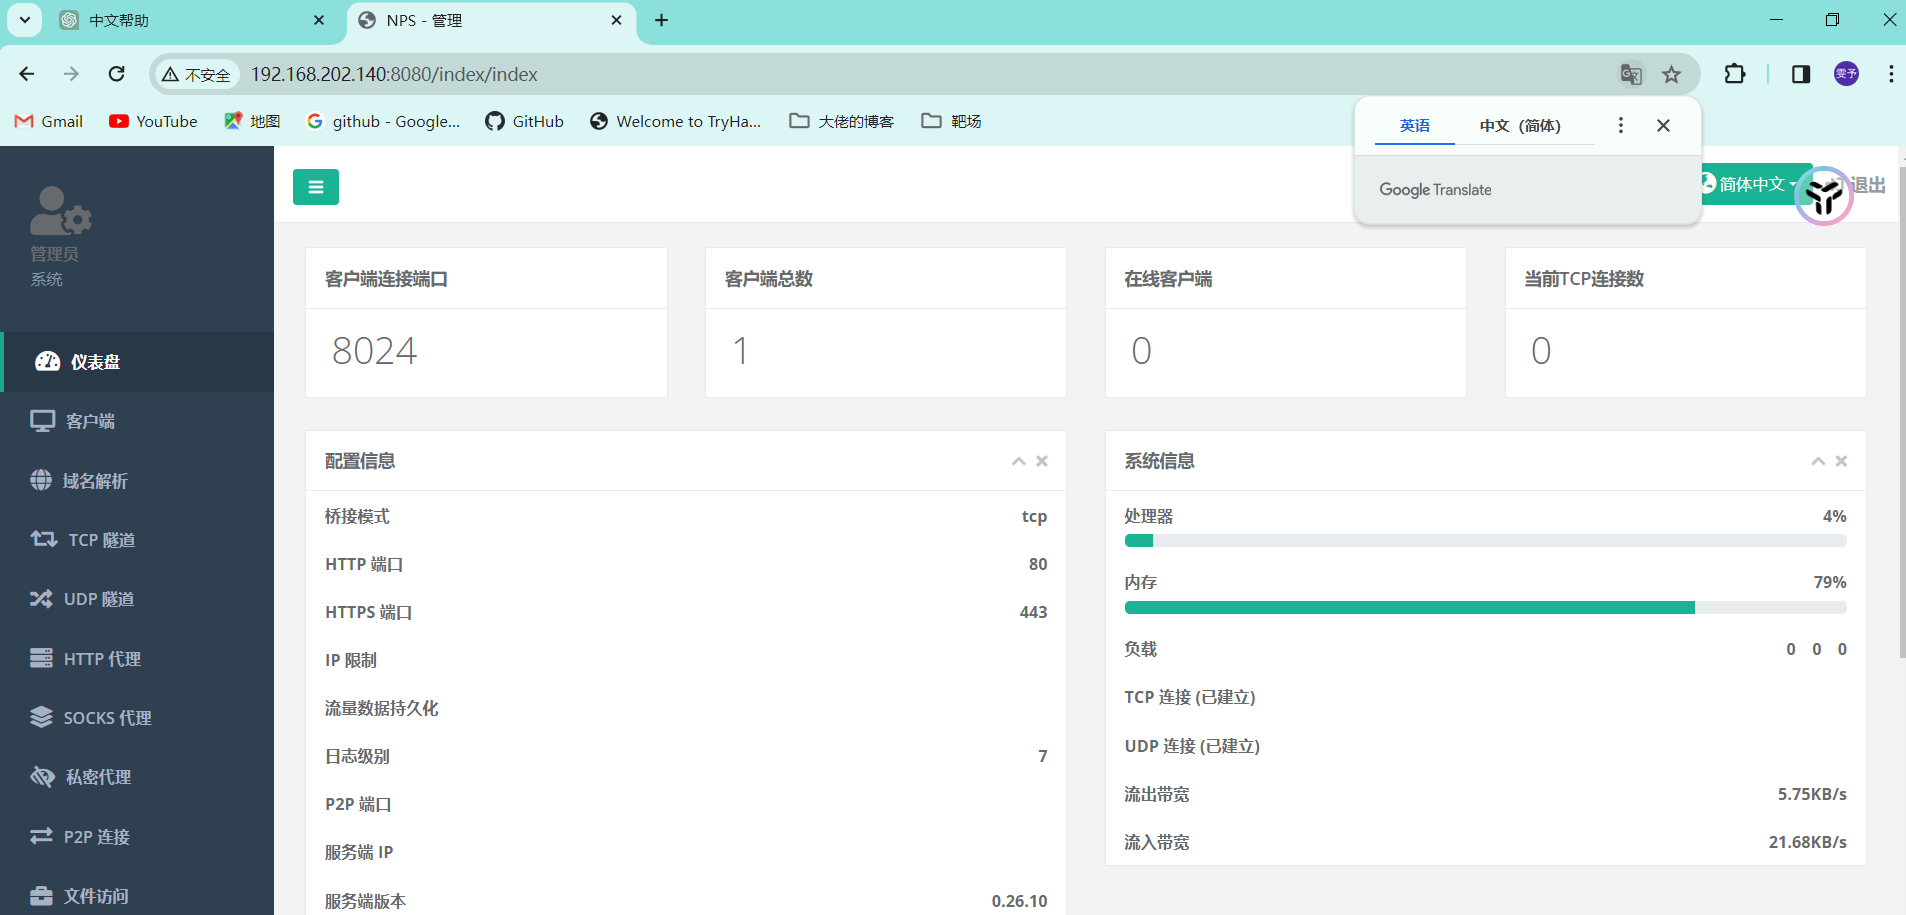 中文帮助
NPS - 管理
不安全
192.168.202.140:8080/index/index
雯予
Gmail
YouTube
地图
github - Google...
GitHub
Welcome to TryHa...
大佬的博客
靶场
英语
中文（简体）
Google Translate
简体中文
退出
管理员
系统
仪表盘
客户端
域名解析
TCP 隧道
UDP 隧道
HTTP 代理
SOCKS 代理
私密代理
P2P 连接
文件访问
客户端连接端口
8024
客户端总数
1
在线客户端
0
当前TCP连接数
0
配置信息
桥接模式 tcp
HTTP 端口 80
HTTPS 端口 443
IP 限制
流量数据持久化
日志级别 7
P2P 端口
服务端 IP
服务端版本 0.26.10
系统信息
处理器 4%
内存 79%
负载 0 0 0
TCP 连接 (已建立)
UDP 连接 (已建立)
流出带宽 5.75KB/s
流入带宽 21.68KB/s